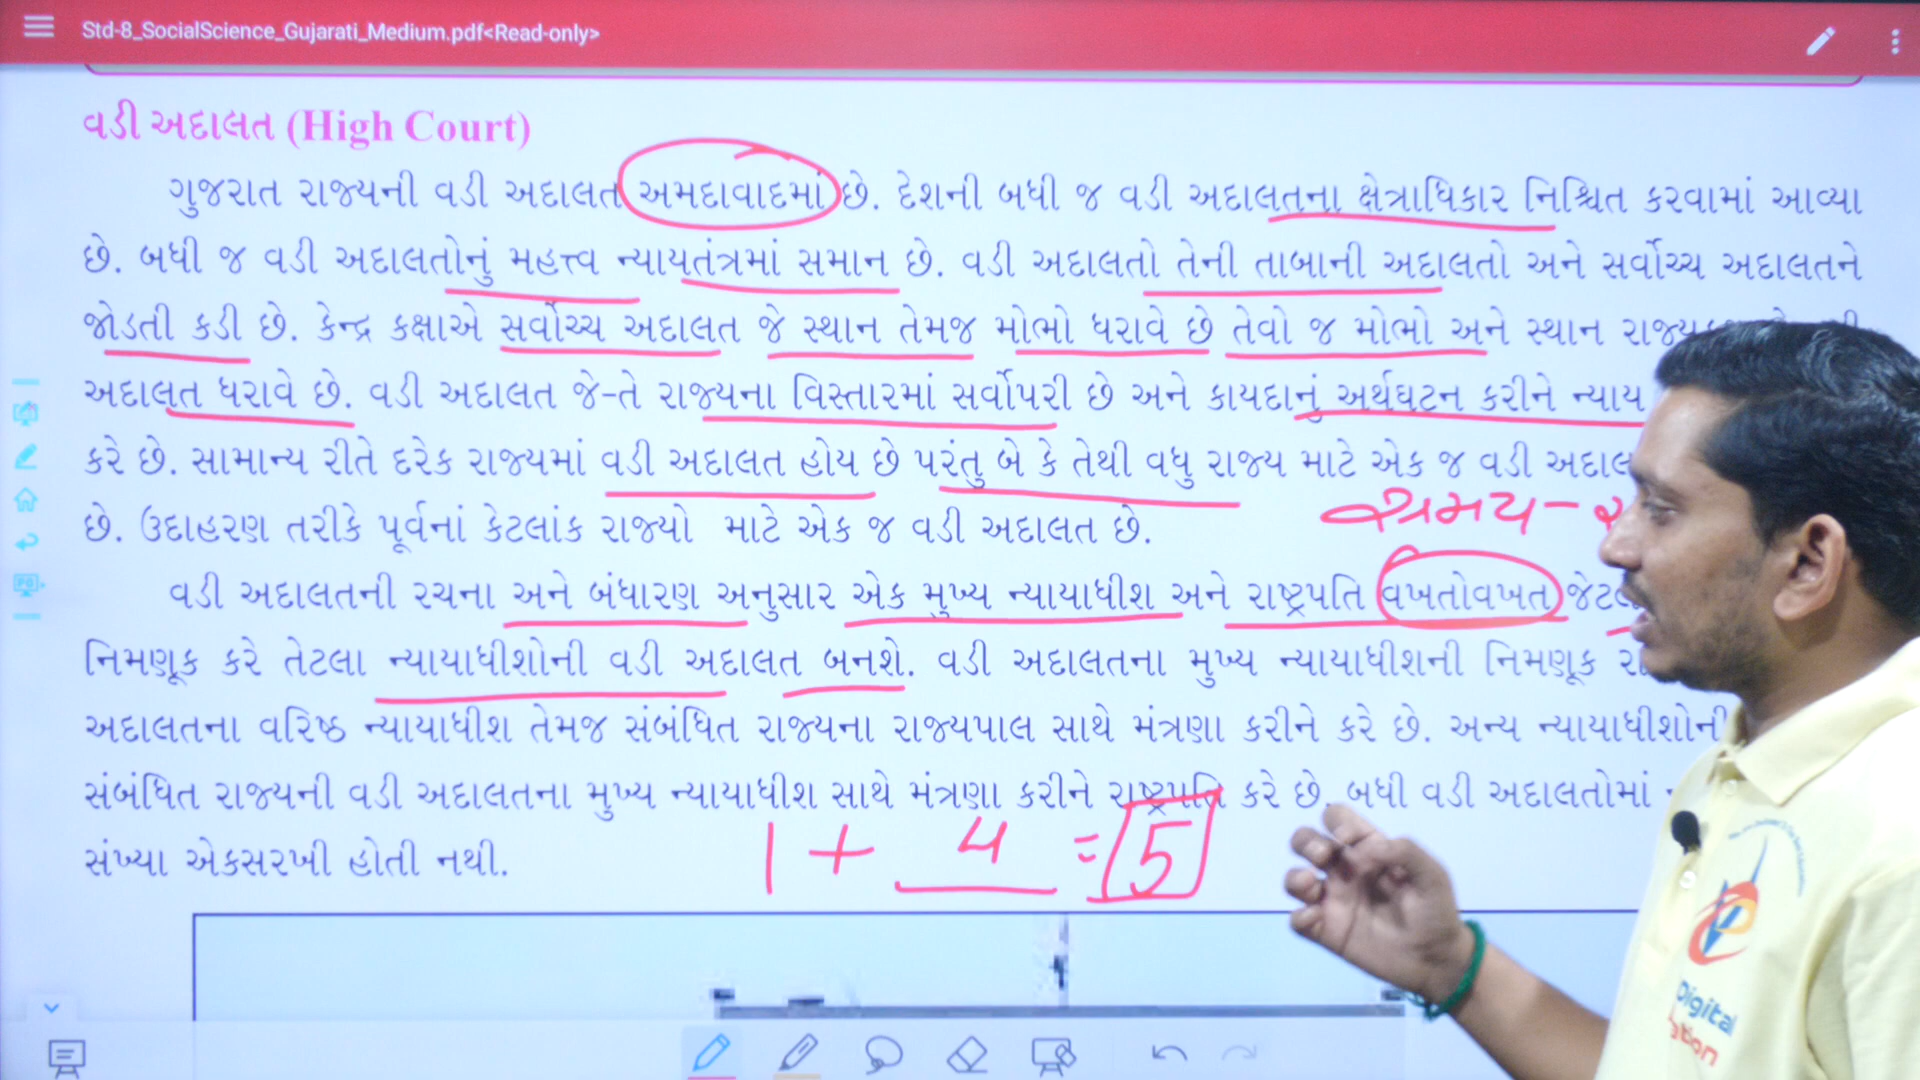 Std-8_SocialScience_Gujarati_Medium.pdf<Read-only>
વડી અદાલત (High Court)
ગુજરાત રાજ્યની વડી અદાલત અમદાવાદમાં છે. દેશની બધી જ વડી અદાલતના ક્ષેત્રાધિકાર નિશ્ચિત કરવામાં આવ્યા
છે. બધી જ વડી અદાલતોનું મહત્ત્વ ન્યાયતંત્રમાં સમાન છે. વડી અદાલતો તેની તાબાની અદાલતો અને સર્વોચ્ચ અદાલતને
જોડતી કડી છે. કેન્દ્ર કક્ષાએ સર્વોચ્ચ અદાલત જે સ્થાન તેમજ મોભો ધરાવે છે તેવો જ મોભો અને સ્થાન
અદાલત ધરાવે છે. વડી અદાલત જે-તે રાજ્યના વિસ્તારમાં સર્વોપરી છે અને કાયદાનું અર્થઘટન કરીને ન્યાય
કરે છે. સામાન્ય રીતે દરેક રાજ્યમાં વડી અદાલત હોય છે પરંતુ બે કે તેથી વધુ રાજ્ય માટે એક જ વડી
છે. ઉદાહરણ તરીકે પૂર્વનાં કેટલાંક રાજ્યો માટે એક જ વડી અદાલત છે.
સમય -
વડી અદાલતની રચના અને બંધારણ અનુસાર એક મુખ્ય ન્યાયાધીશ અને રાષ્ટ્રપતિ વખતોવખત
નિમણૂક કરે તેટલા ન્યાયાધીશોની વડી અદાલત બનશે. વડી અદાલતના મુખ્ય ન્યાયાધીશની નિમણૂક
અદાલતના વરિષ્ઠ ન્યાયાધીશ તેમજ સંબંધિત રાજ્યના રાજ્યપાલ સાથે મંત્રણા કરીને કરે છે. અન્ય ન્યાયાધીશોની
સંબંધિત રાજ્યની વડી અદાલતના મુખ્ય ન્યાયાધીશ સાથે મંત્રણા કરીને રાષ્ટ્રપતિ કરે છે. બધી વડી અદાલતોમાં
સંખ્યા એકસરખી હોતી નથી.
1 + 4 = 5
Digital